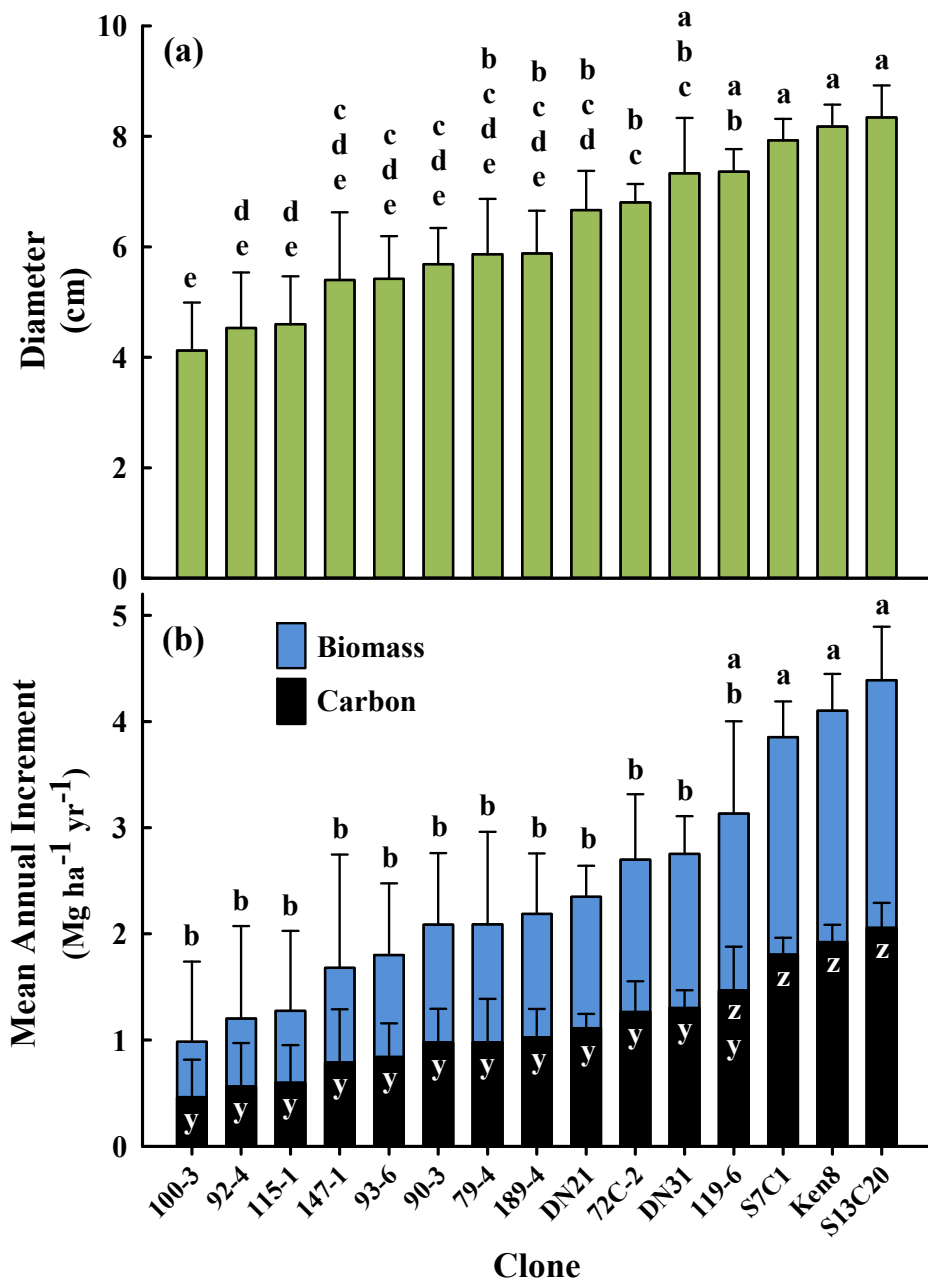 (a)
Diameter
(cm)
10
8
6
4
2
0
e
d
e
d
e
c
d
e
c
d
e
c
d
e
b
c
d
e
b
c
d
e
b
c
d
b
c
a
b
c
a
b
a
a
a
(b)
Biomass
Carbon
Mean Annual Increment
(Mg ha⁻¹ yr⁻¹)
5
4
3
2
1
0
b
b
b
b
b
b
b
b
b
b
b
a
b
a
a
a
y
y
y
y
y
y
y
y
y
y
y
z
y
z
z
z
100-3
92-4
115-1
147-1
93-6
90-3
79-4
189-4
DN21
72C-2
DN31
119-6
S7C1
Ken8
S13C20
Clone